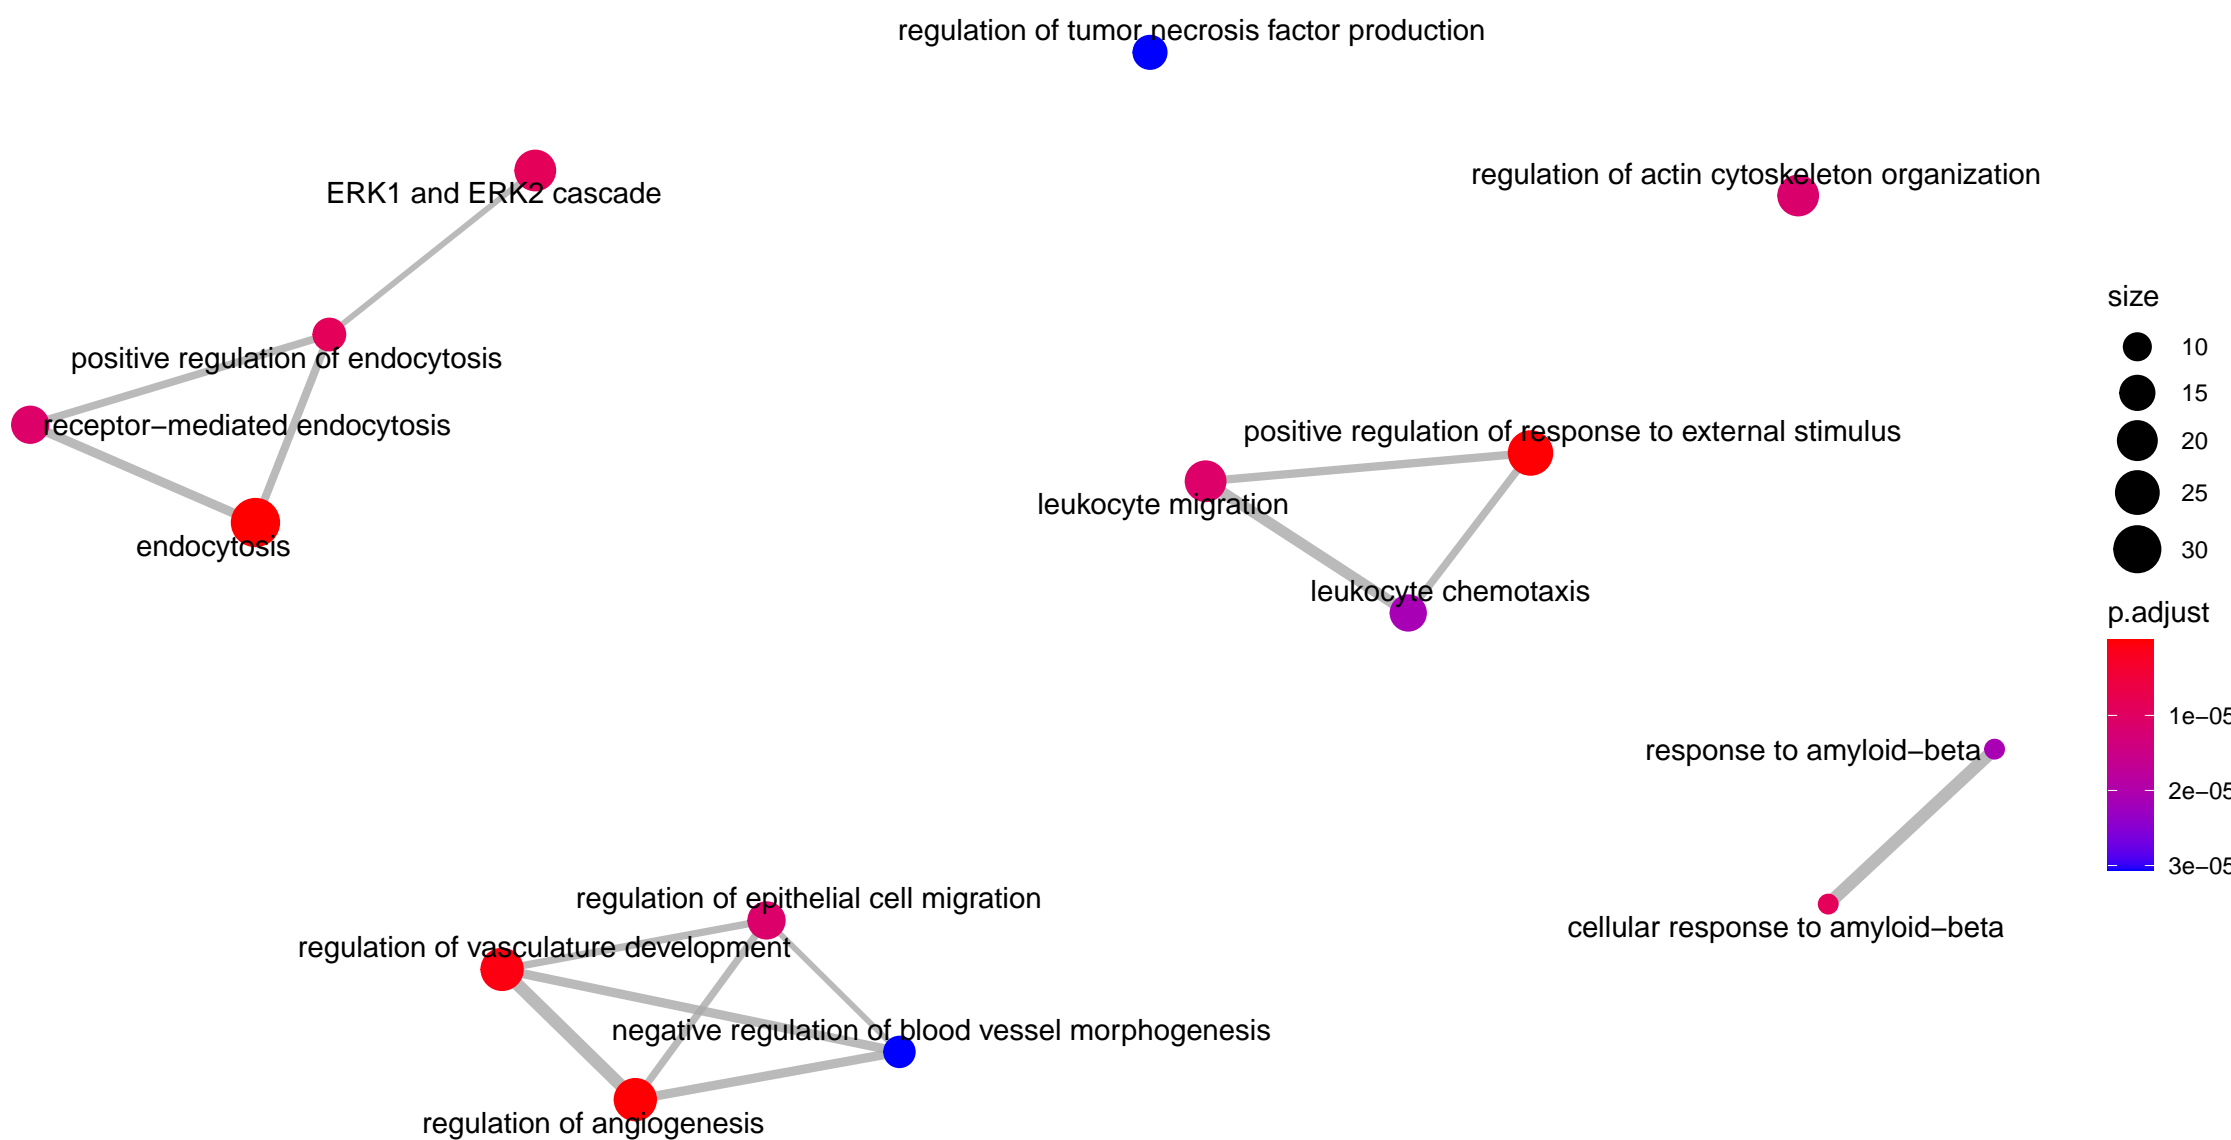 regulation of tumor necrosis factor production
regulation of actin cytoskeleton organization
ERK1 and ERK2 cascade
positive regulation of endocytosis
receptor−mediated endocytosis
endocytosis
positive regulation of response to external stimulus
leukocyte migration
leukocyte chemotaxis
response to amyloid−beta
cellular response to amyloid−beta
regulation of epithelial cell migration
regulation of vasculature development
negative regulation of blood vessel morphogenesis
regulation of angiogenesis
size
10
15
20
25
30
p.adjust
1e−05
2e−05
3e−05